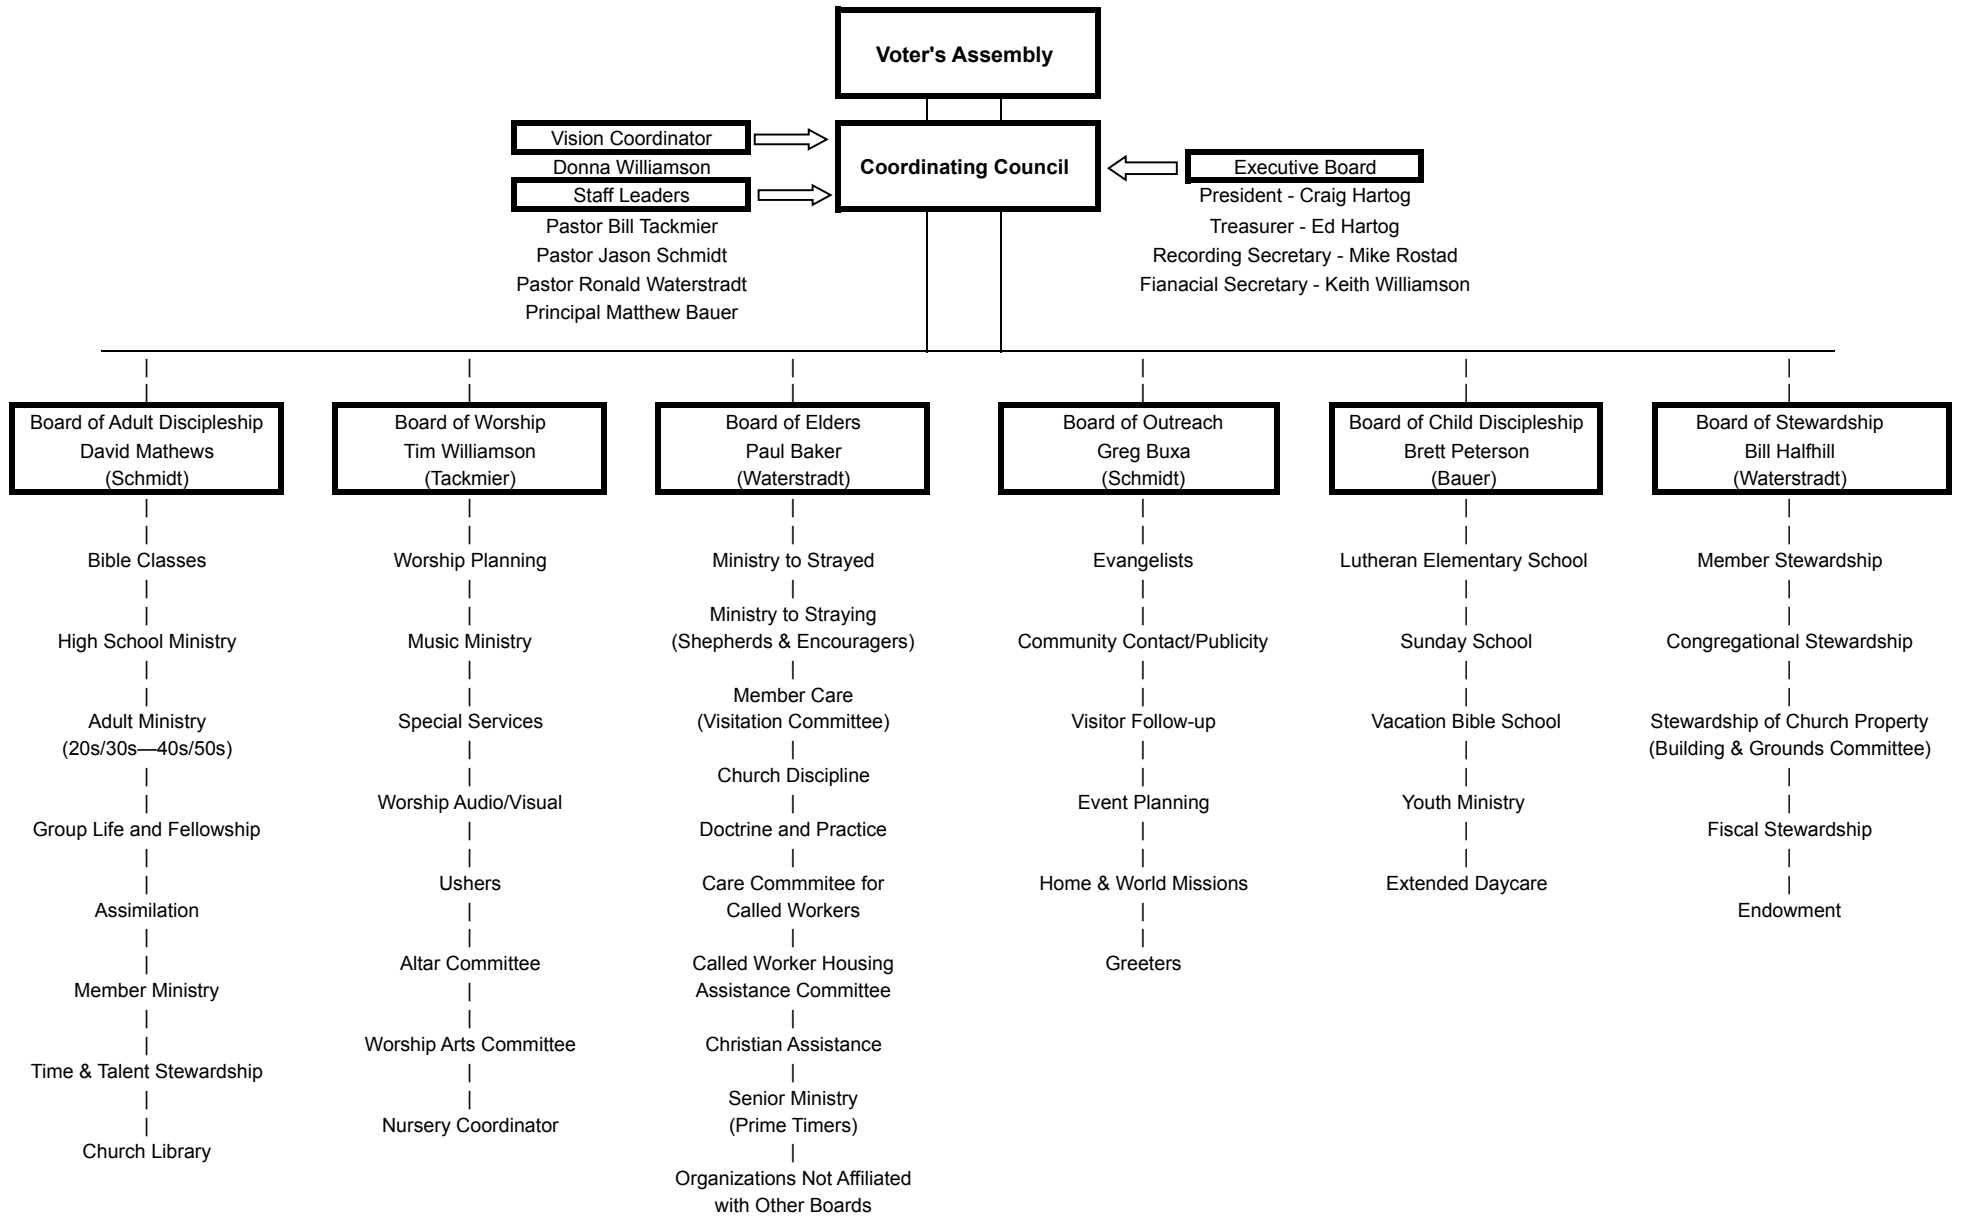 Voter's Assembly
Vision Coordinator
Donna Williamson
Staff Leaders
Pastor Bill Tackmier
Pastor Jason Schmidt
Pastor Ronald Waterstradt
Principal Matthew Bauer
Coordinating Council
Executive Board
President - Craig Hartog
Treasurer - Ed Hartog
Recording Secretary - Mike Rostad
Fianacial Secretary - Keith Williamson
Board of Adult Discipleship
David Mathews
(Schmidt)
Bible Classes
High School Ministry
Adult Ministry
(20s/30s—40s/50s)
Group Life and Fellowship
Assimilation
Member Ministry
Time & Talent Stewardship
Church Library
Board of Worship
Tim Williamson
(Tackmier)
Worship Planning
Music Ministry
Special Services
Worship Audio/Visual
Ushers
Altar Committee
Worship Arts Committee
Nursery Coordinator
Board of Elders
Paul Baker
(Waterstradt)
Ministry to Strayed
Ministry to Straying
(Shepherds & Encouragers)
Member Care
(Visitation Committee)
Church Discipline
Doctrine and Practice
Care Commmitee for
Called Workers
Called Worker Housing
Assistance Committee
Christian Assistance
Senior Ministry
(Prime Timers)
Organizations Not Affiliated
with Other Boards
Board of Outreach
Greg Buxa
(Schmidt)
Evangelists
Community Contact/Publicity
Visitor Follow-up
Event Planning
Home & World Missions
Greeters
Board of Child Discipleship
Brett Peterson
(Bauer)
Lutheran Elementary School
Sunday School
Vacation Bible School
Youth Ministry
Extended Daycare
Board of Stewardship
Bill Halfhill
(Waterstradt)
Member Stewardship
Congregational Stewardship
Stewardship of Church Property
(Building & Grounds Committee)
Fiscal Stewardship
Endowment